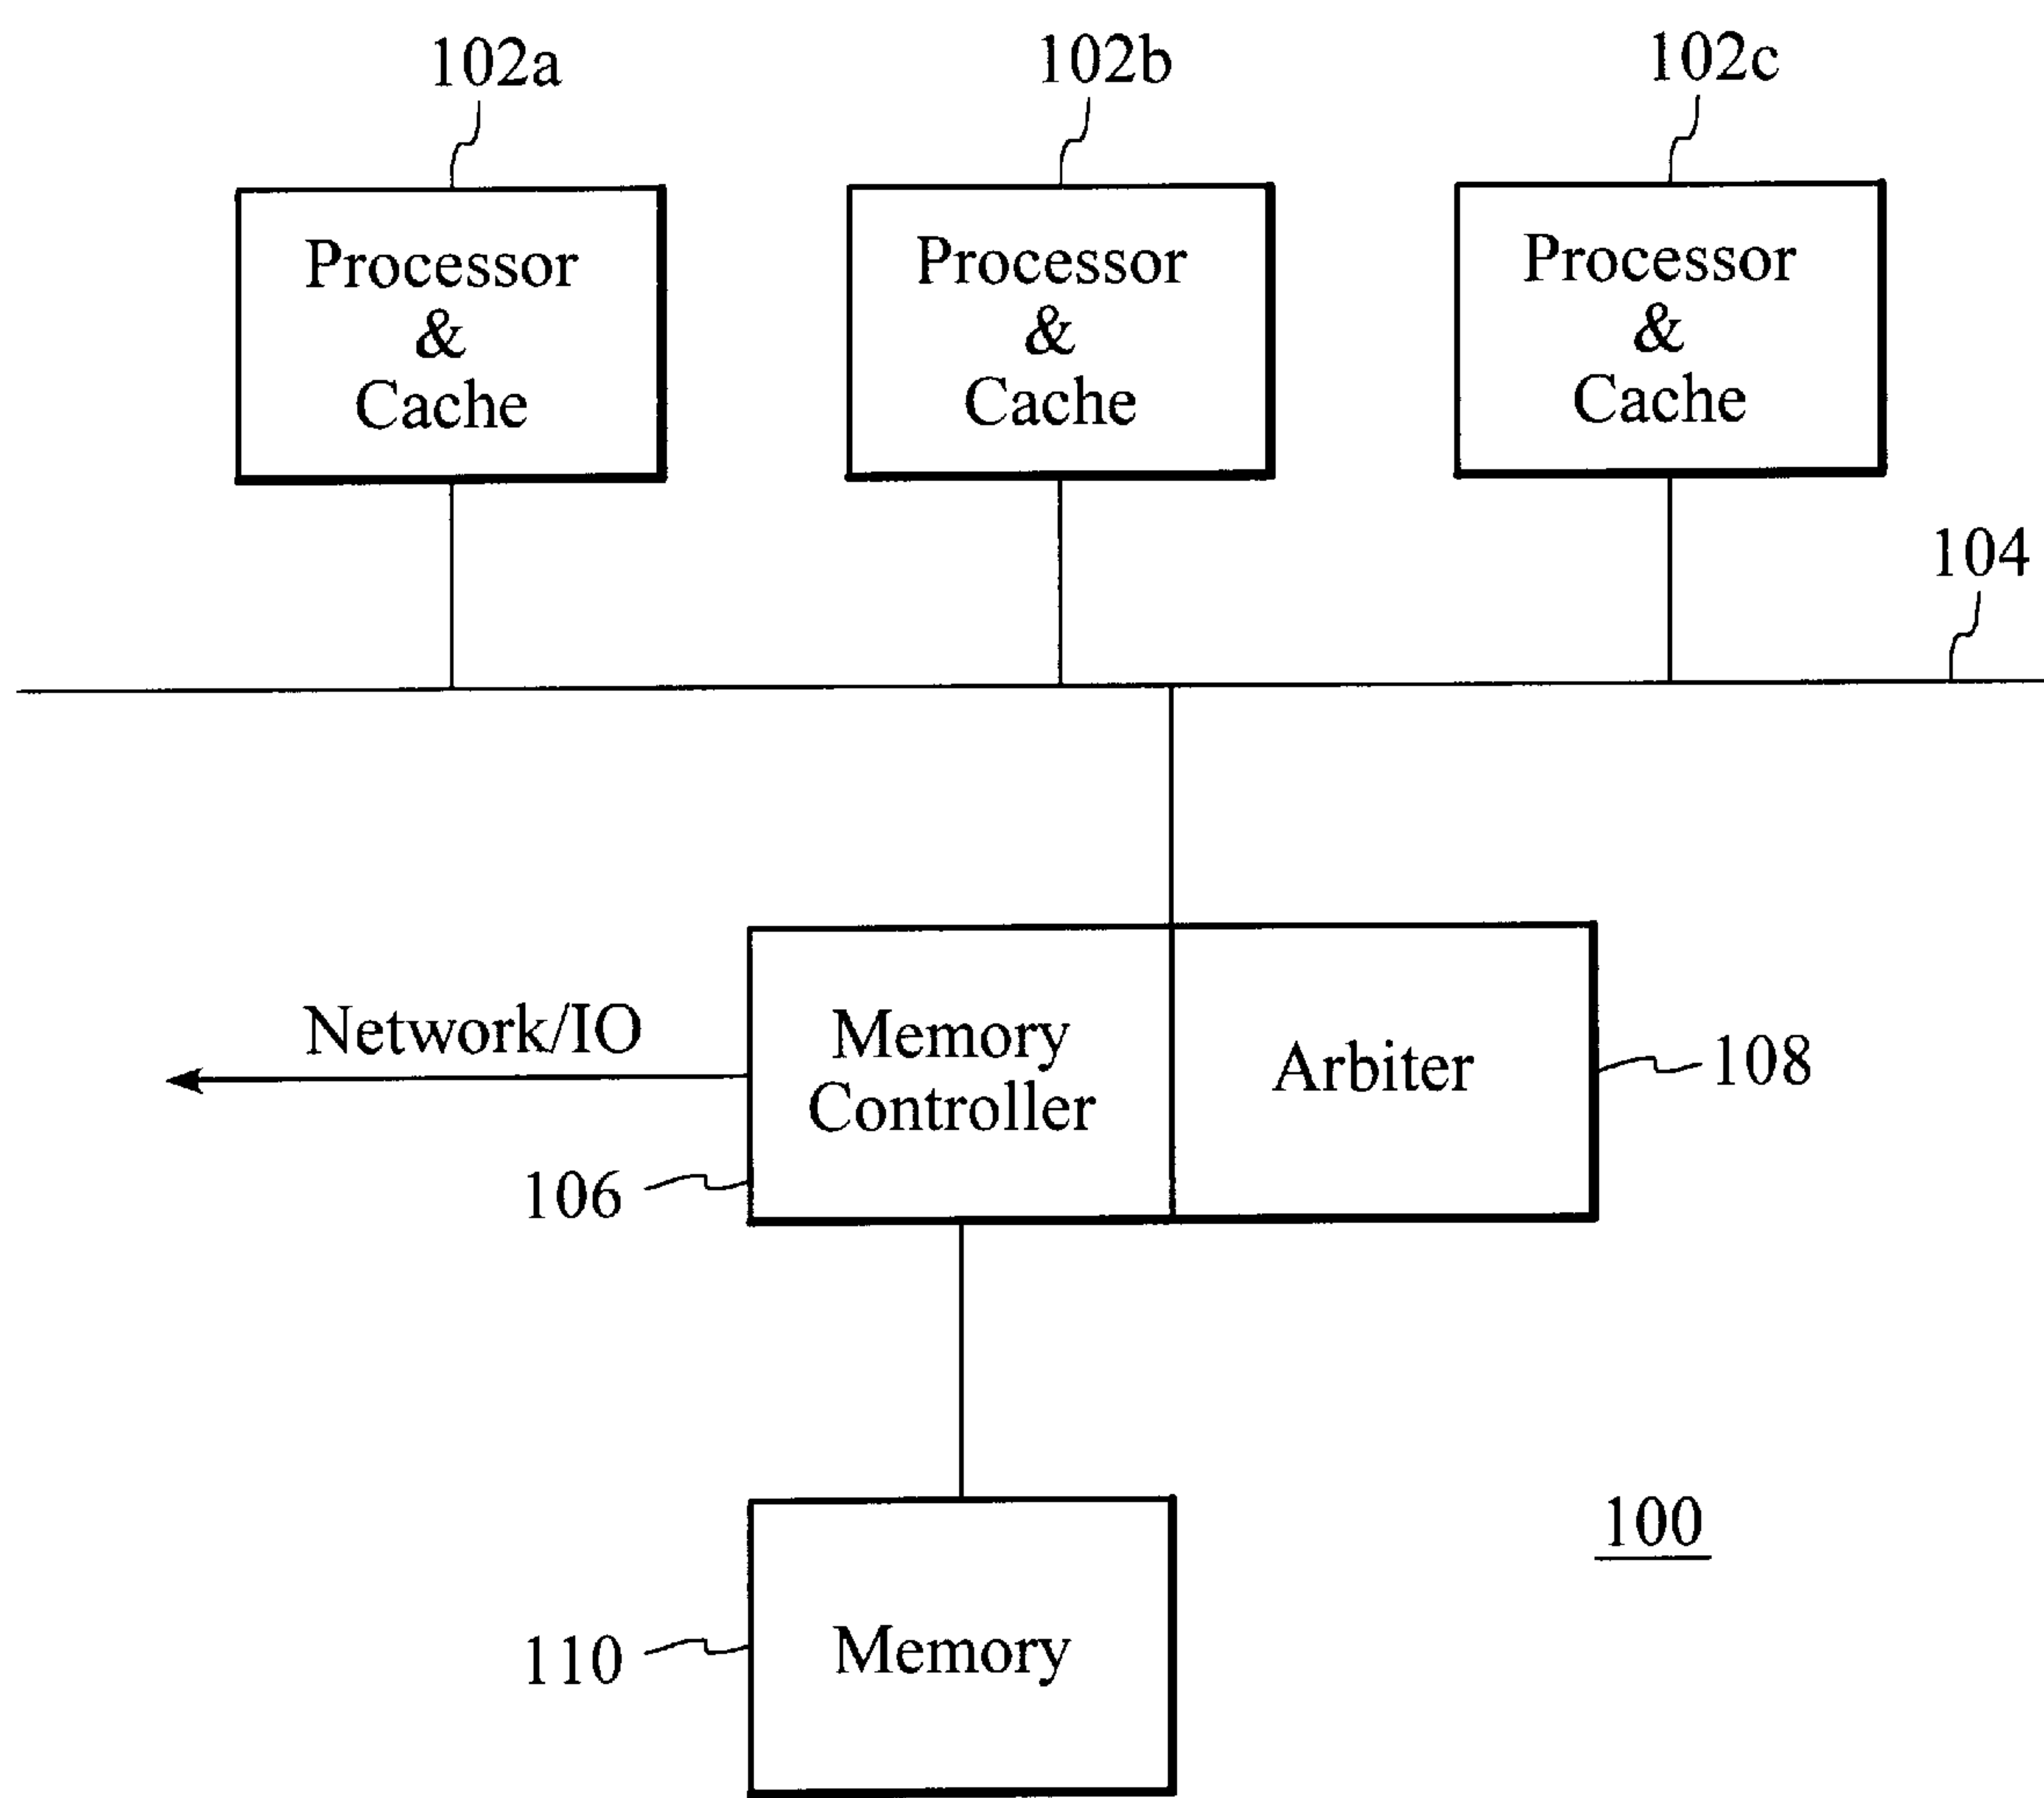 102a
102b
102c
Processor
&
Cache
Processor
&
Cache
Processor
&
Cache
104
Network/IO
Memory
Controller
Arbiter
108
106
100
110
Memory